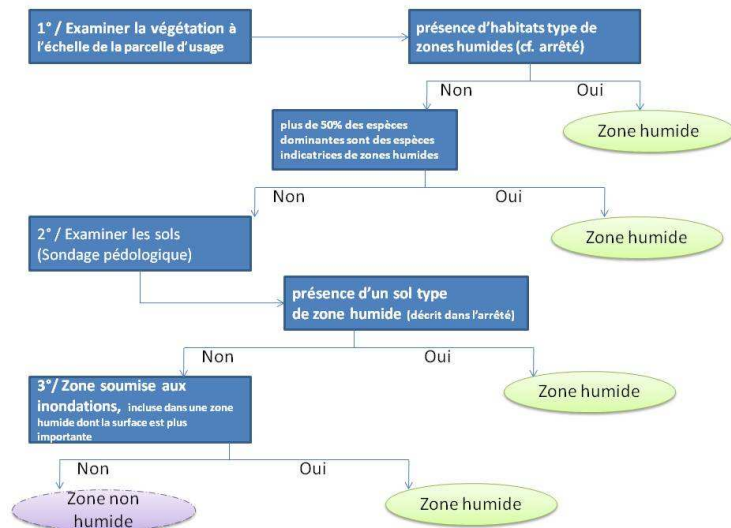 1° / Examiner la végétation à
l'échelle de la parcelle d'usage
présence d'habitats type de
zones humides (cf. arrêté)
Non
Oui
plus de 50% des espèces
dominantes sont des espèces
indicatrices de zones humides
Zone humide
Non
Oui
2° / Examiner les sols
(Sondage pédologique)
Zone humide
présence d'un sol type
de zone humide (décrit dans l'arrêté)
Non
Oui
3°/ Zone soumise aux
inondations, incluse dans une zone
humide dont la surface est plus
importante
Zone humide
Non
Oui
Zone non
humide
Zone humide